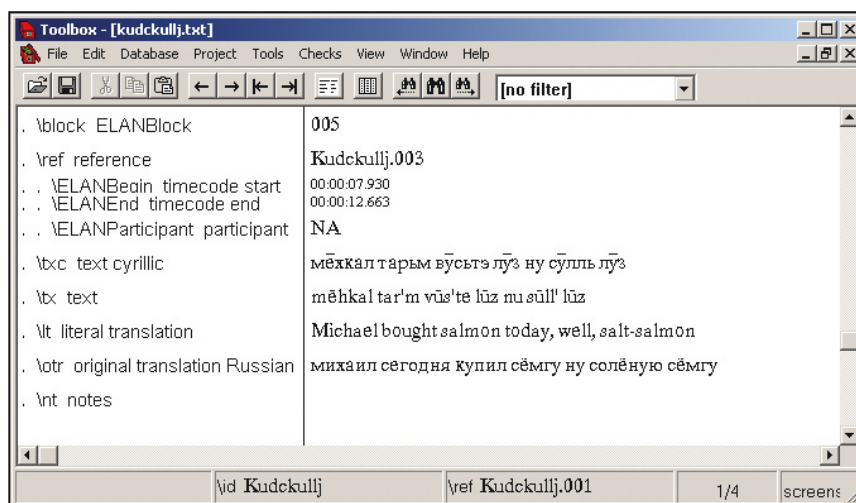 Toolbox - [kudckullj.txt]
File Edit Database Project Tools Checks View Window Help
[no filter]
. \block ELANBlock 005
. \ref reference Kudckullj.003
. . \ELANBegin timecode start 00:00:07.930
. . \ELANEnd timecode end 00:00:12.663
. . \ELANParticipant participant NA
. \txc text cyrillic ме̄хкал тарьм вӯсьтэ лӯз ну сӯлль лӯз
. \tx text mēhkal tar'm vūs'te lūz nu sūll' lūz
. \lt literal translation Michael bought salmon today, well, salt-salmon
. \otr original translation Russian михаил сегодня купил сёмгу ну солёную сёмгу
. \nt notes
\id Kudckullj \ref Kudckullj.001 1/4 screens